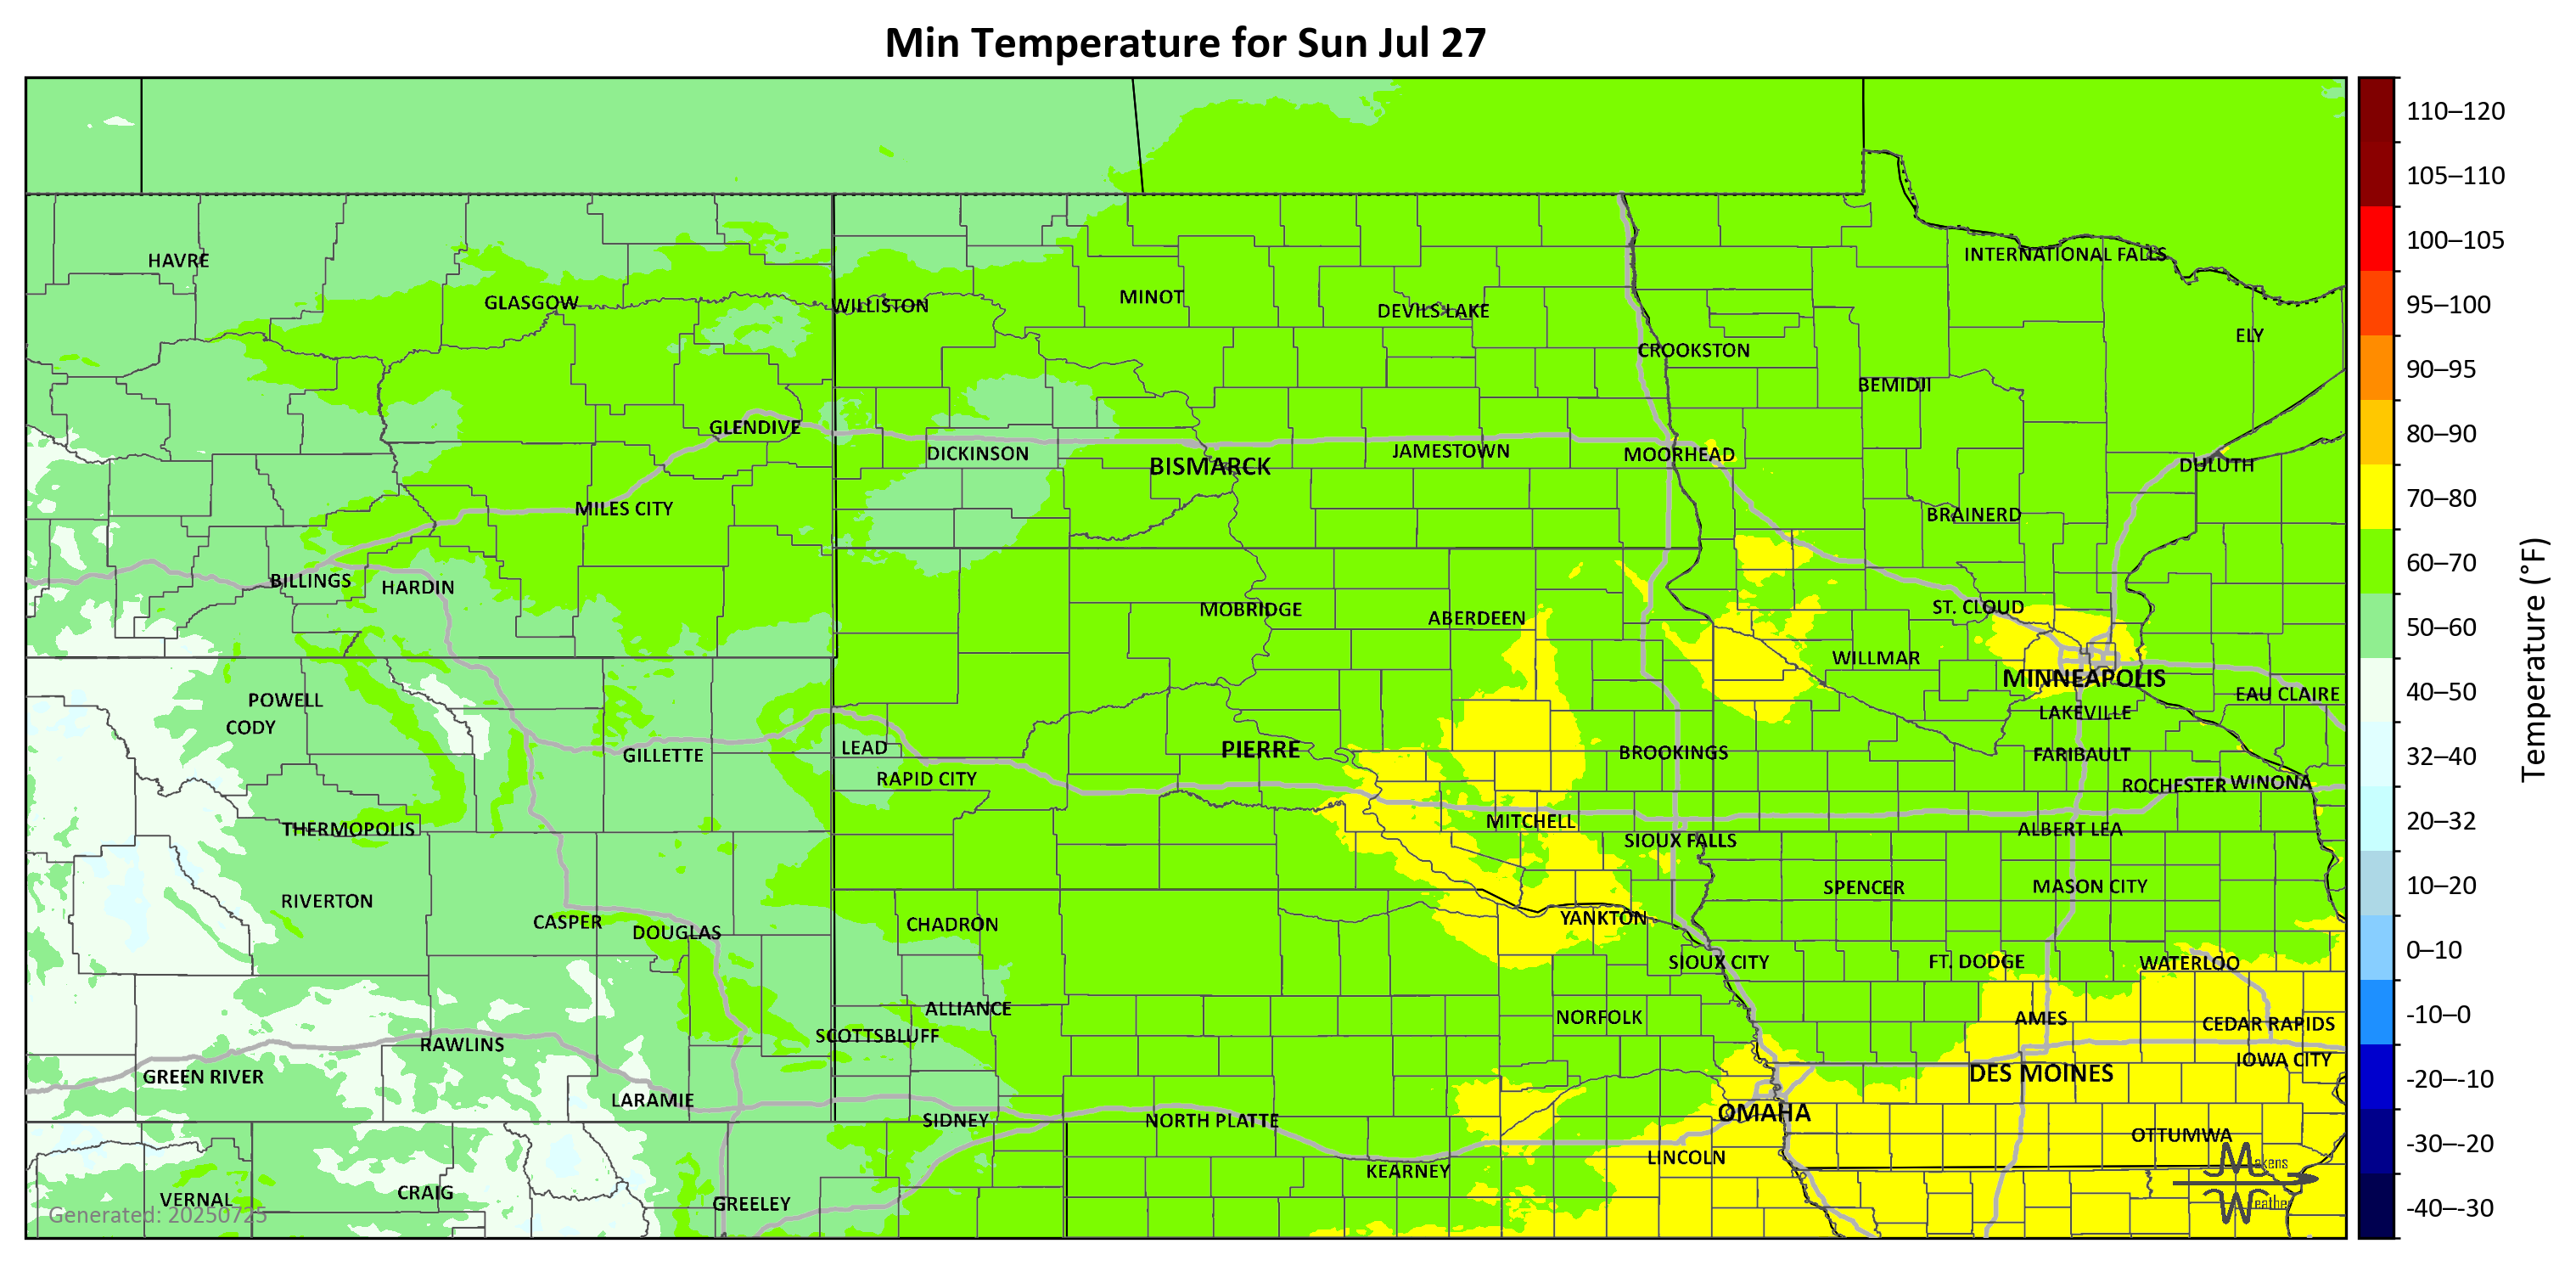 Min Temperature for Sun Jul 27
110–120
105–110
100–105
95–100
90–95
80–90
70–80
60–70
50–60
40–50
32–40
20–32
10–20
0–10
-10–0
-20–-10
-30–-20
-40–-30
Temperature (°F)
HAVRE
INTERNATIONAL FALLS
GLASGOW
WILLISTON
MINOT
DEVILS LAKE
ELY
CROOKSTON
BEMIDJI
GLENDIVE
DICKINSON
BISMARCK
JAMESTOWN
MOORHEAD
DULUTH
MILES CITY
BRAINERD
BILLINGS
HARDIN
MOBRIDGE
ABERDEEN
ST. CLOUD
WILLMAR
MINNEAPOLIS
EAU CLAIRE
POWELL
CODY
LAKEVILLE
GILLETTE
LEAD
PIERRE
BROOKINGS
FARIBAULT
RAPID CITY
ROCHESTER
WINONA
THERMOPOLIS
MITCHELL
SIOUX FALLS
ALBERT LEA
RIVERTON
SPENCER
MASON CITY
CASPER
DOUGLAS
CHADRON
YANKTON
SIOUX CITY
FT. DODGE
WATERLOO
ALLIANCE
SCOTTSBLUFF
NORFOLK
AMES
CEDAR RAPIDS
RAWLINS
IOWA CITY
GREEN RIVER
DES MOINES
LARAMIE
SIDNEY
NORTH PLATTE
OMAHA
OTTUMWA
KEARNEY
LINCOLN
VERNAL
CRAIG
GREELEY
Makens
Weather
Generated: 20250725